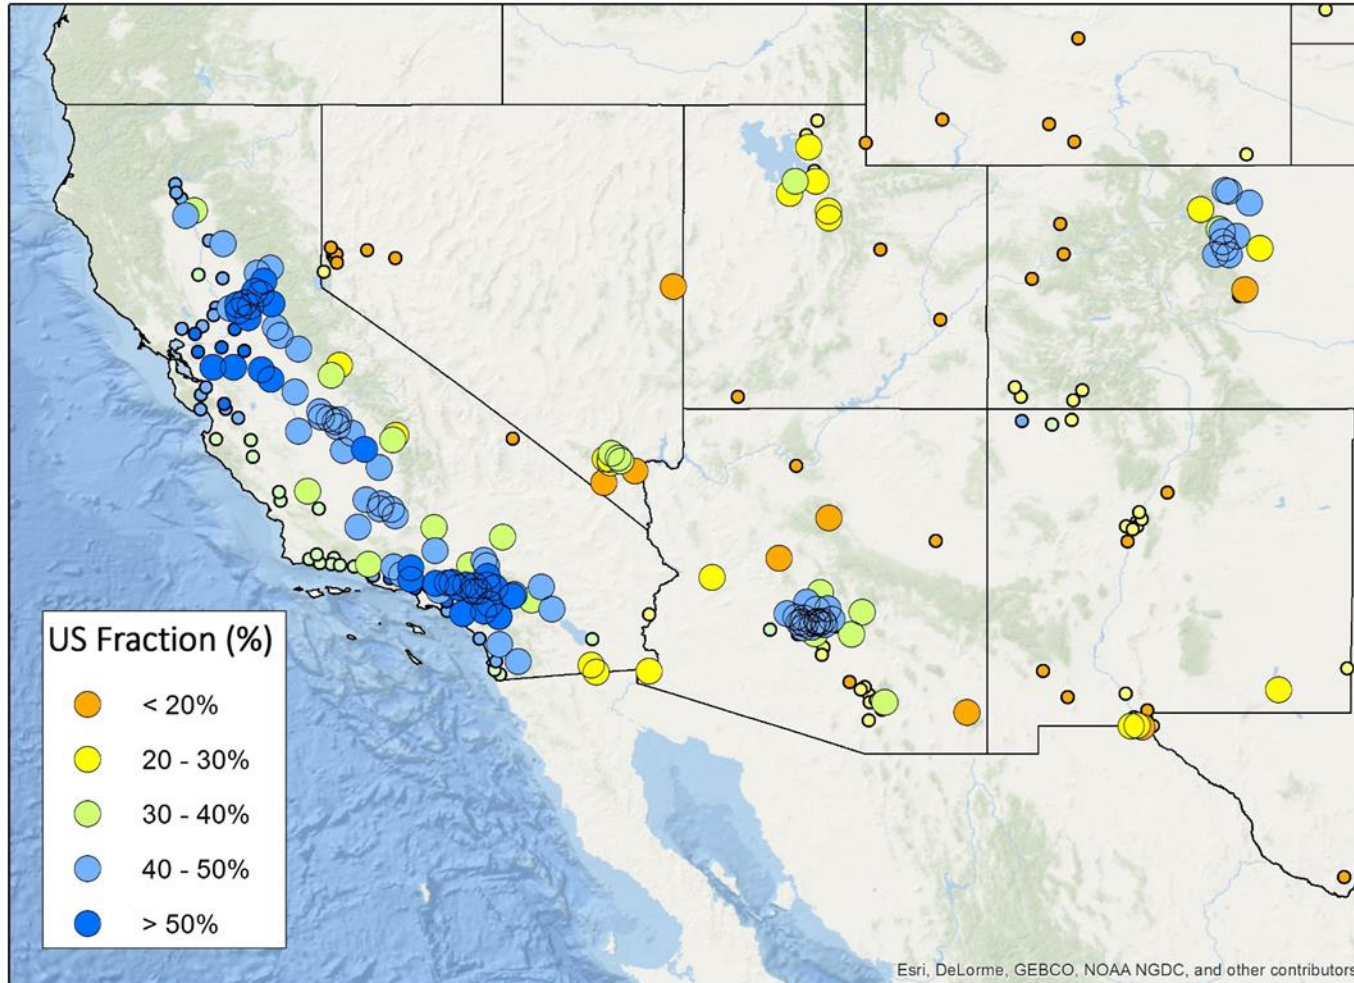 US Fraction (%)
< 20%
20 - 30%
30 - 40%
40 - 50%
> 50%
Esri, DeLorme, GEBCO, NOAA NGDC, and other contributors